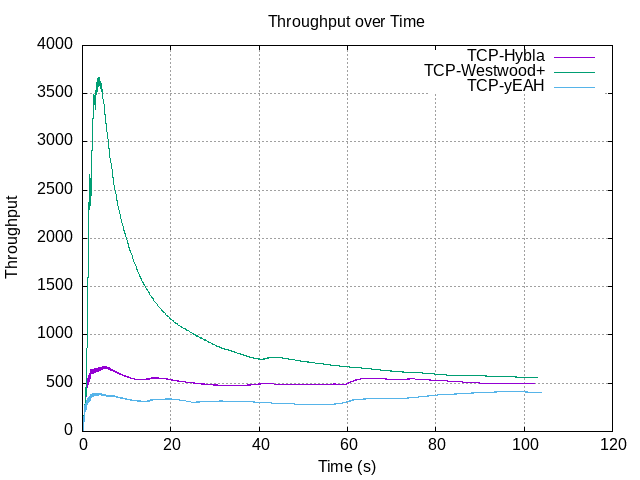 Throughput over Time
TCP-Hybla
TCP-Westwood+
TCP-yEAH
4000
3500
3000
2500
2000
1500
1000
500
0
Throughput
0 20 40 60 80 100 120
Time (s)